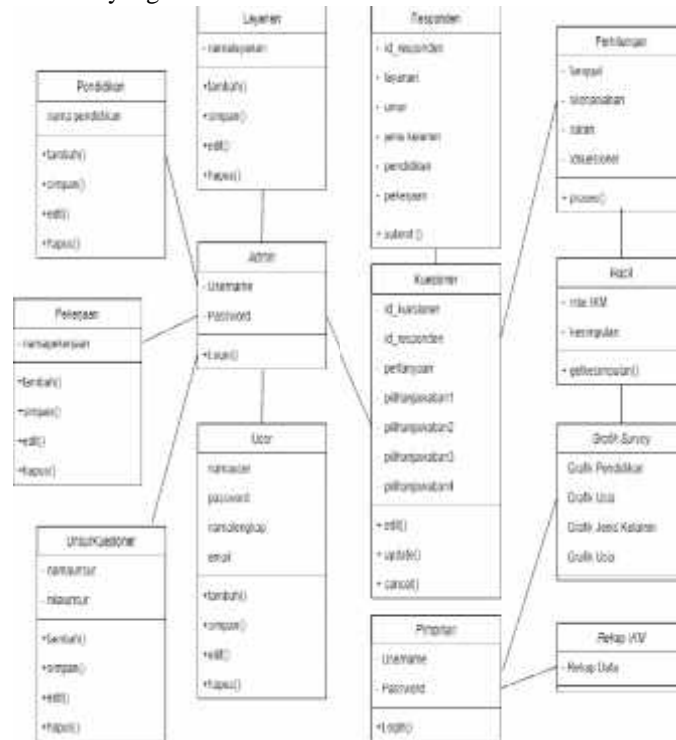 Layanan
- namalayanan
+tambah()
+simpan()
+edit()
+hapus()
Responden
- id_responden
- layanan
- umur
- jenis kelamin
- pendidikan
- pekerjaan
+ submit ()
Perhitungan
- idkuesioner
+ proses()
Pendidikan
nama pendidikan
+tambah()
+simpan()
+edit()
+hapus()
Admin
- Username
- Password
+Login()
Kuesioner
- id_kuesioner
- id_responden
- pertanyaan
- pilihanjawaban1
- pilihanjawaban2
- pilihanjawaban3
- pilihanjawaban4
+ edit()
+ update()
+ cancel()
Hasil
- nilai IKM
- kesimpulan
+ getkesimpulan()
Pekerjaan
- namapekerjaan
+tambah()
+simpan()
+edit()
+hapus()
User
namauser
password
namalengkap
email
+tambah()
+simpan()
+edit()
+hapus()
Grafik Survey
Grafik Pendidikan
Grafik Usia
Grafik Jenis Kelamin
Grafik Usia
UnsurKuesioner
- namaunsur
- nilaiunsur
+tambah()
+simpan()
+edit()
+hapus()
Pimpinan
- Username
- Password
+Login()
Rekap IKM
- Rekap Data